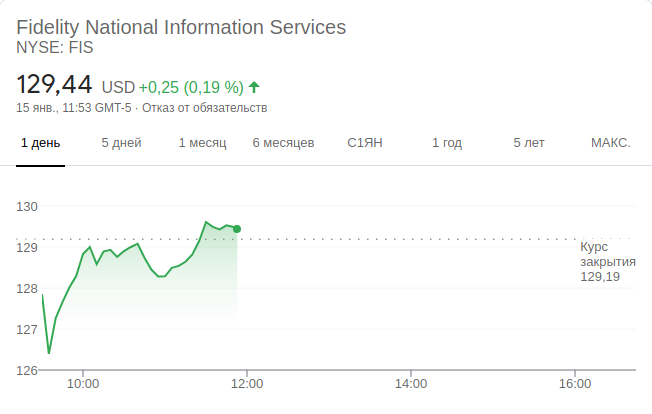 Fidelity National Information Services
NYSE: FIS
129,44 USD +0,25 (0,19 %)
15 янв., 11:53 GMT-5 · Отказ от обязательств
1 день 5 дней 1 месяц 6 месяцев С1ЯН 1 год 5 лет МАКС.
130
129
128
127
126
Курс
закрытия
129,19
10:00 12:00 14:00 16:00